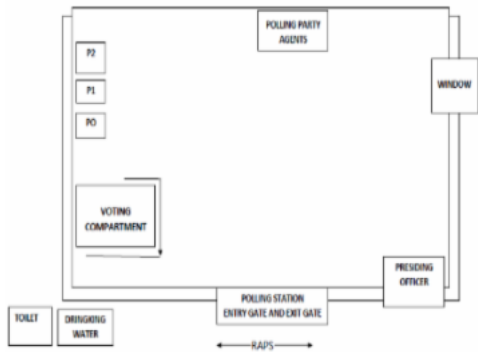 POLLING PARTY
AGENTS
P2
WINDOW
P1
PO
VOTING
COMPARTMENT
PRESIDING
OFFICER
POLLING STATION
ENTRY GATE AND EXIT GATE
TOILET
DRINGKING
WATER
RAPS